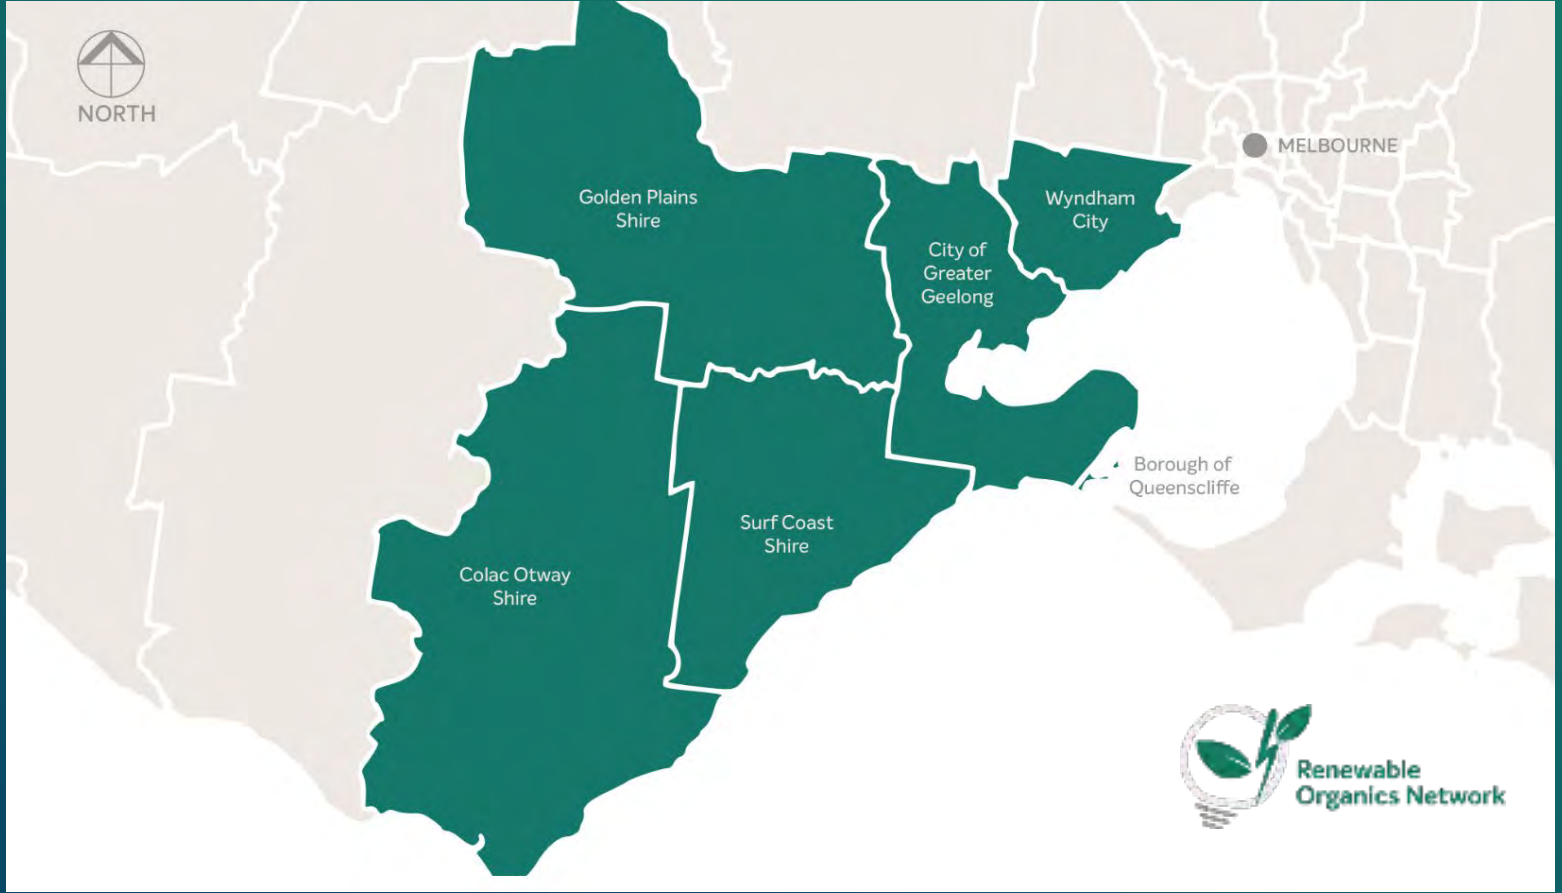 NORTH
MELBOURNE
Golden Plains
Shire
Wyndham
City
City of
Greater
Geelong
Borough of
Queenscliffe
Surf Coast
Shire
Colac Otway
Shire
Renewable
Organics Network